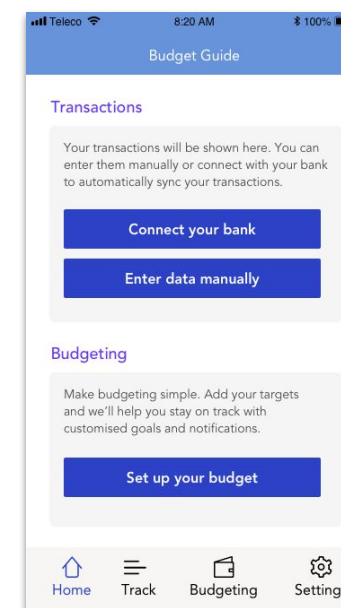 Teleco 8:20 AM 100%
Budget Guide
Transactions
Your transactions will be shown here. You can
enter them manually or connect with your bank
to automatically sync your transactions.
Connect your bank
Enter data manually
Budgeting
Make budgeting simple. Add your targets
and we'll help you stay on track with
customised goals and notifications.
Set up your budget
Home Track Budgeting Setting